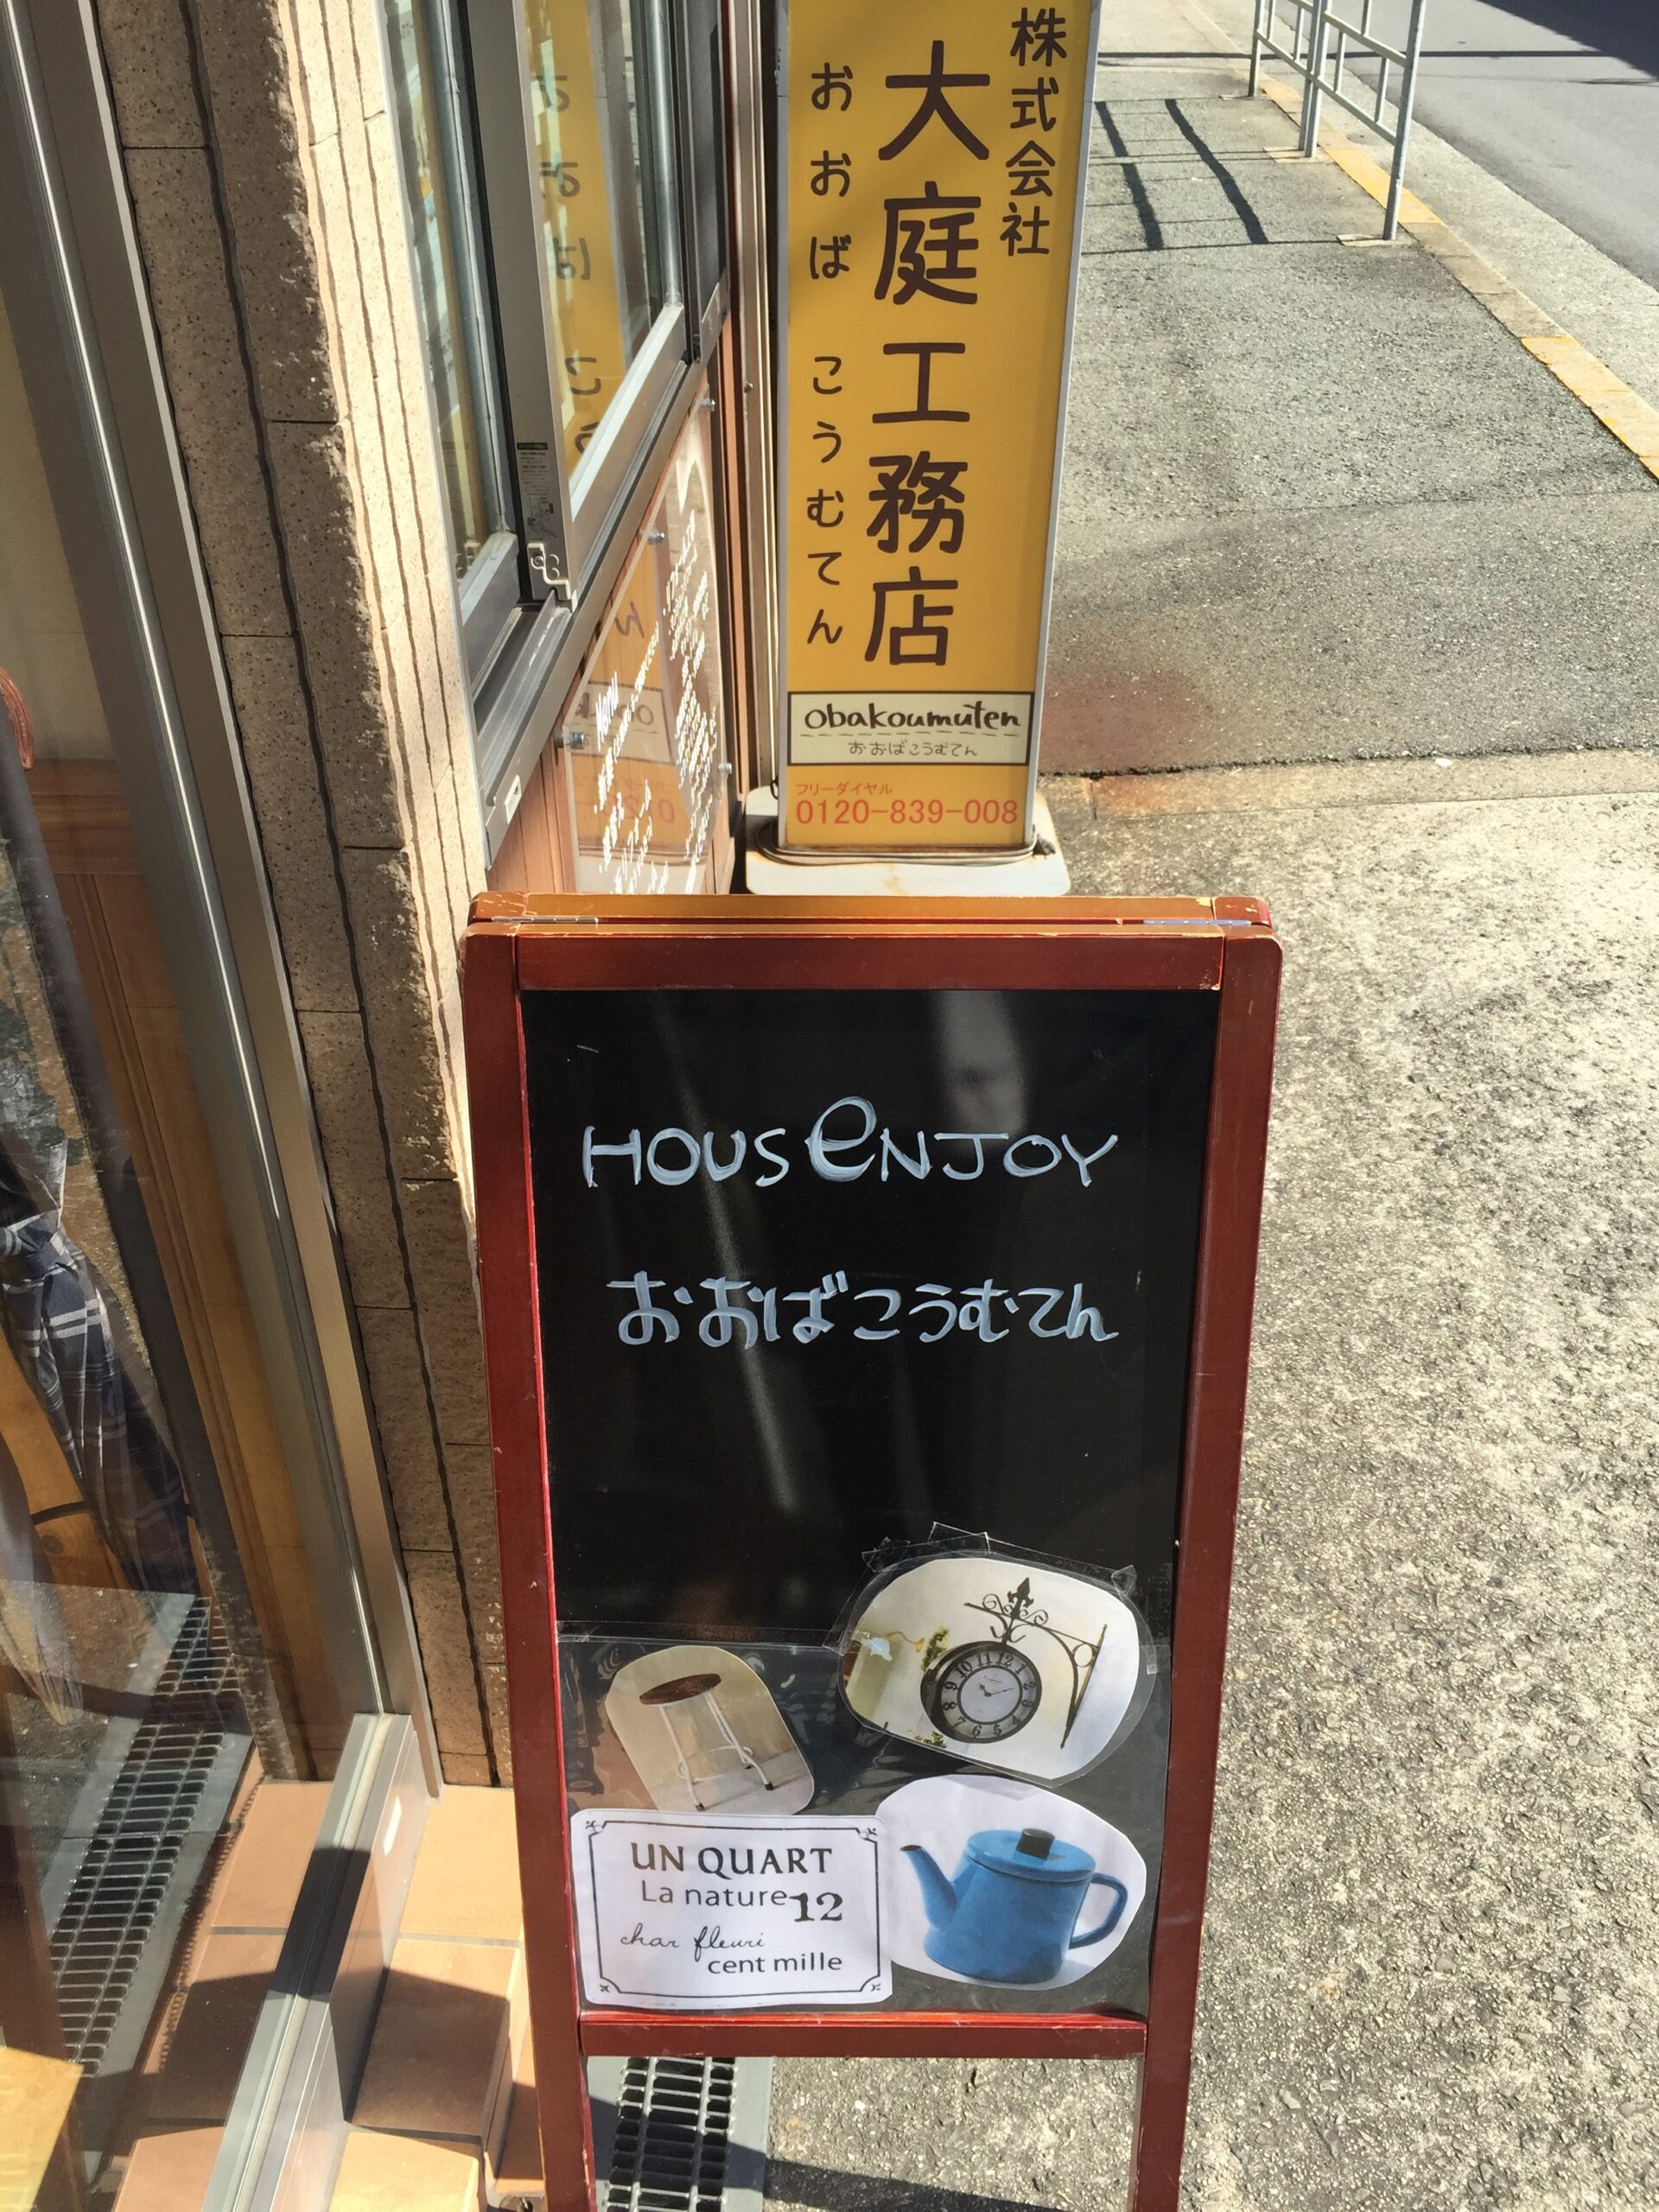 株式会社
大庭工務店
おおば こうむてん
obakoumuten
おおばこうむてん
フリーダイヤル
0120-839-008
HOUSeNJOY
おおばこうむてん
UN QUART
La nature 12
char fleuri
cent mille